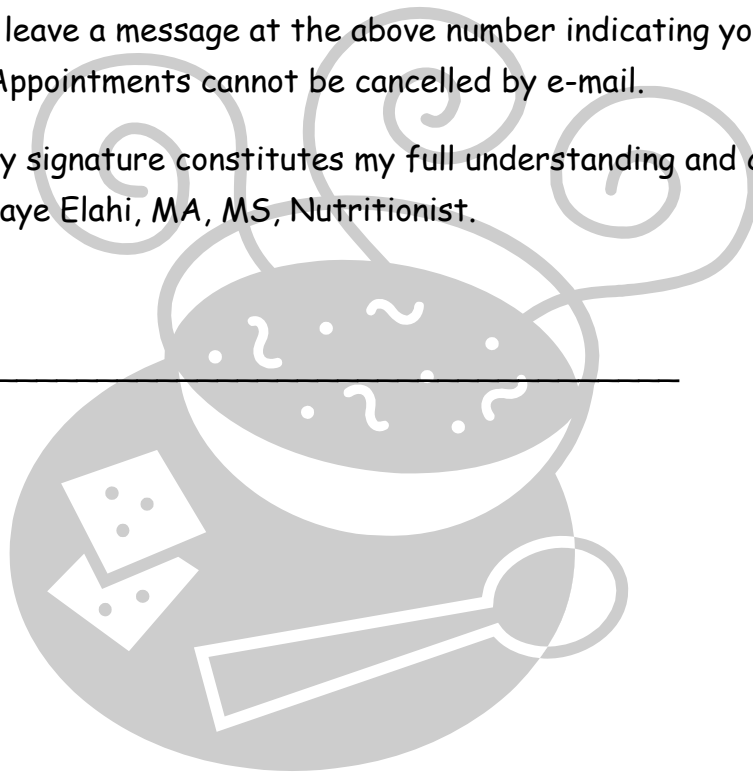 leave a message at the above number indicating yo
Appointments cannot be cancelled by e-mail.
y signature constitutes my full understanding and
aye Elahi, MA, MS, Nutritionist.